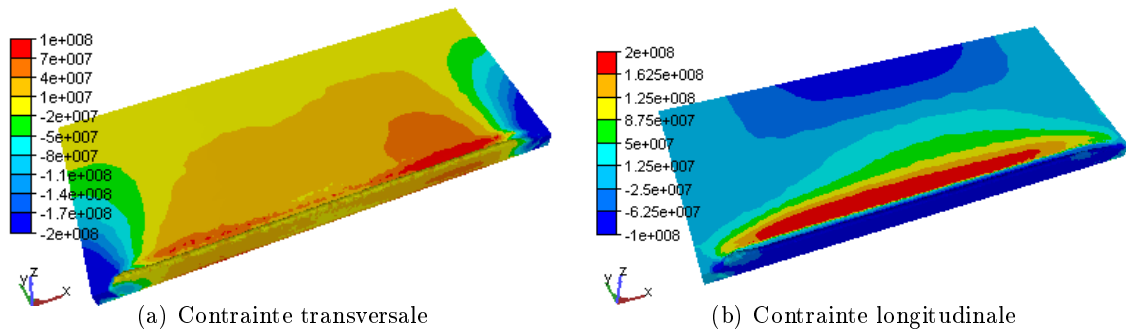 1e+008
7e+007
4e+007
1e+007
-2e+007
-5e+007
-8e+007
-1.1e+008
-1.4e+008
-1.7e+008
-2e+008
y z x
(a) Contrainte transversale
2e+008
1.625e+008
1.25e+008
8.75e+007
5e+007
1.25e+007
-2.5e+007
-6.25e+007
-1e+008
y z x
(b) Contrainte longitudinale